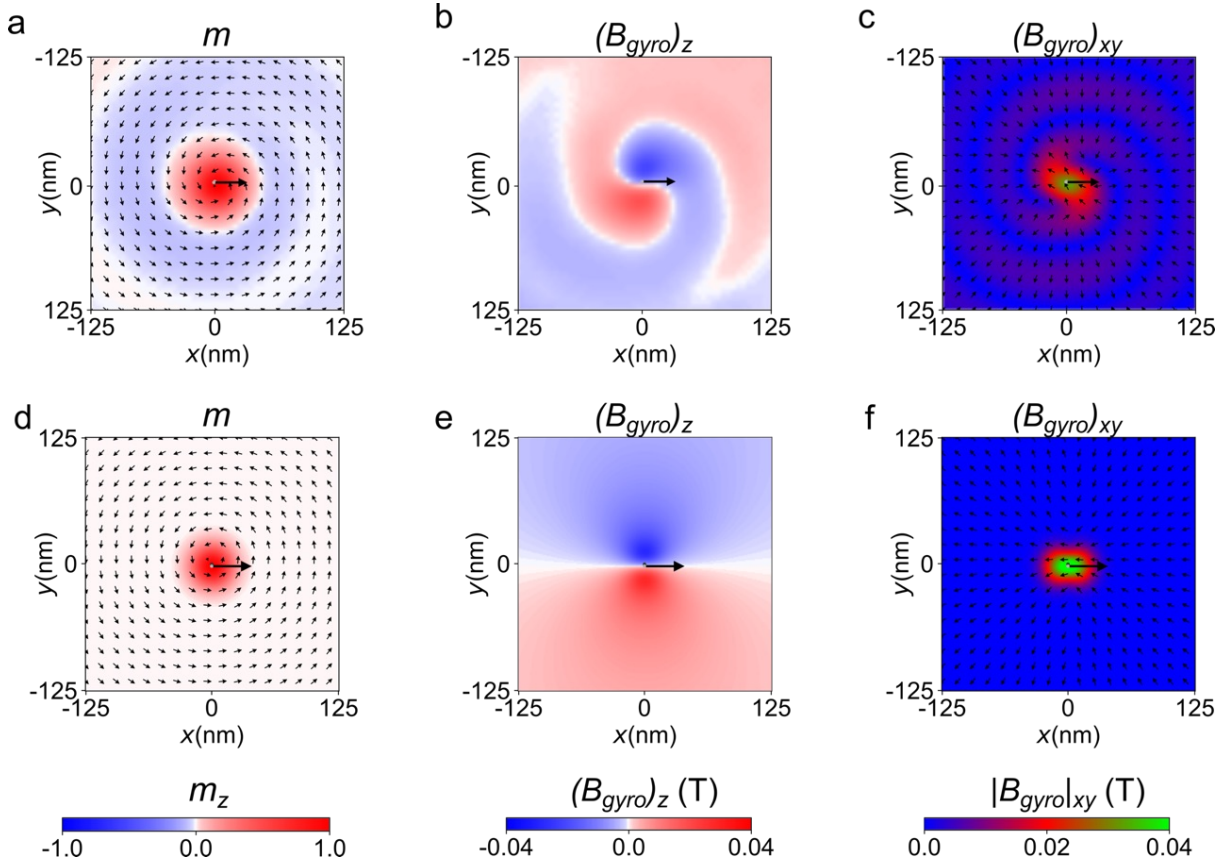 a
m
b
(B_gyro)_z
c
(B_gyro)_xy
-125
0
125
y(nm)
-125
0
125
x(nm)
-125
0
125
y(nm)
-125
0
125
x(nm)
-125
0
125
y(nm)
-125
0
125
x(nm)
d
m
e
(B_gyro)_z
f
(B_gyro)_xy
125
0
-125
y(nm)
-125
0
125
x(nm)
125
0
-125
y(nm)
-125
0
125
x(nm)
125
0
-125
y(nm)
-125
0
125
x(nm)
m_z
-1.0
0.0
1.0
(B_gyro)_z (T)
-0.04
0.0
0.04
|B_gyro|_xy (T)
0.0
0.02
0.04